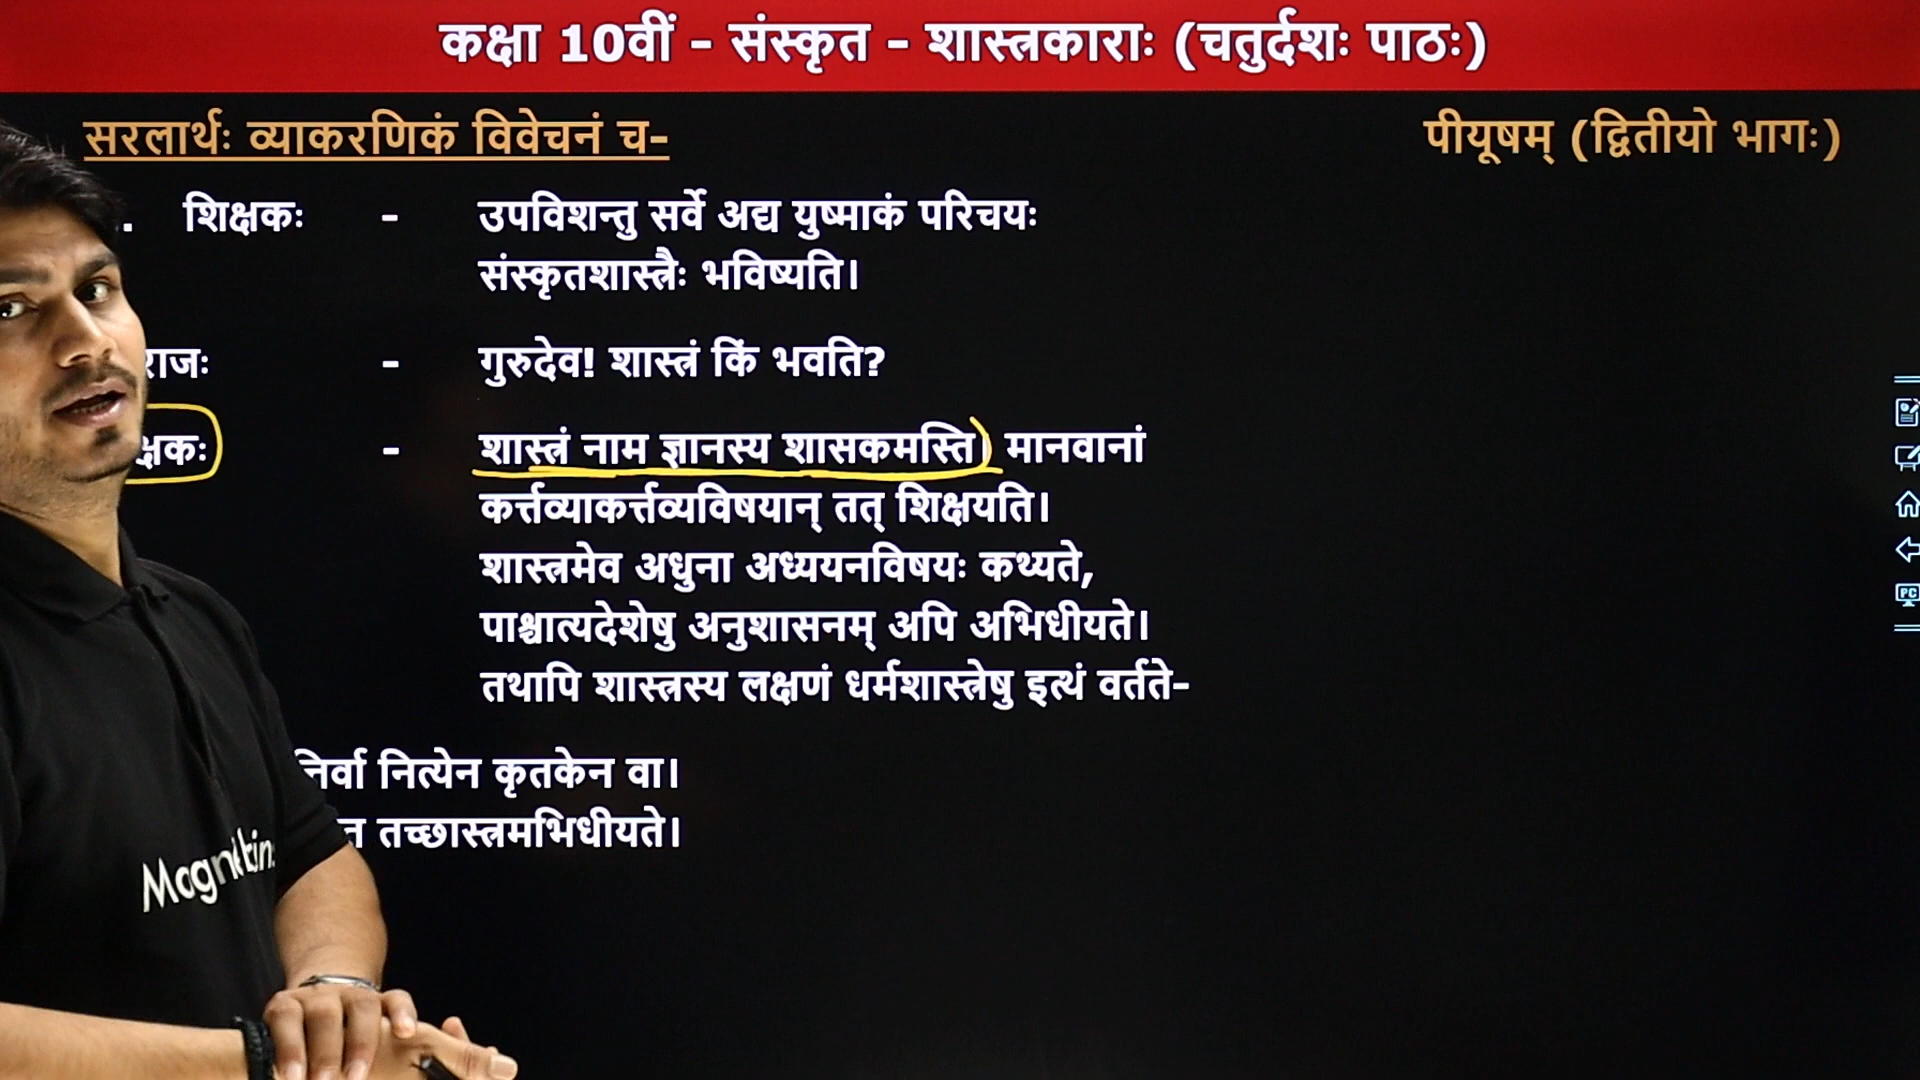 कक्षा 10वीं - संस्कृत - शास्त्रकाराः (चतुर्दशः पाठः)
सरलार्थः व्याकरणिकं विवेचनं च-
पीयूषम् (द्वितीयो भागः)
. शिक्षकः - उपविशन्तु सर्वे अद्य युष्माकं परिचयः
संस्कृतशास्त्रैः भविष्यति।
राजः - गुरुदेव! शास्त्रं किं भवति?
क्षकः - शास्त्रं नाम ज्ञानस्य शासकमस्ति। मानवानां
कर्त्तव्याकर्त्तव्यविषयान् तत् शिक्षयति।
शास्त्रमेव अधुना अध्ययनविषयः कथ्यते,
पाश्चात्यदेशेषु अनुशासनम् अपि अभिधीयते।
तथापि शास्त्रस्य लक्षणं धर्मशास्त्रेषु इत्थं वर्तते-
नित्येन कृतकेन वा।
तच्छास्त्रमभिधीयते।
PC